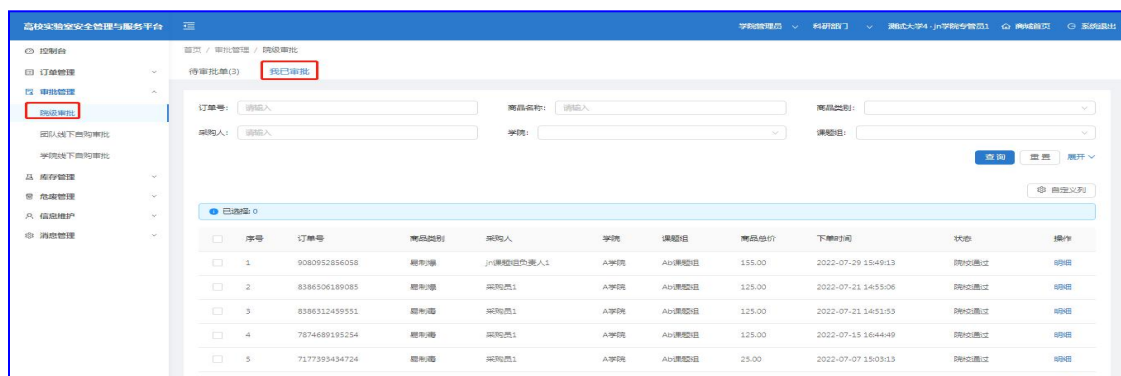 高校实验室安全管理与服务平台 学院管理员 科研部门 测试大学4-jn学院专管员1 商城首页 系统退出
控制台 首页 / 审批管理 / 院级审批
订单管理 待审批单(3) 我已审批
审批管理
院级审批 订单号: 请输入 商品名称: 请输入 商品类别:
团队线下自购审批 采购人: 请输入 学院: 课题组:
学院线下自购审批 查询 重置 展开
库存管理
危废管理 自定义列
信息维护 已选择: 0
消息管理
序号 订单号 商品类别 采购人 学院 课题组 商品总价 下单时间 状态 操作
1 9080952856058 易制爆 jn课题组负责人1 A学院 Ab课题组 155.00 2022-07-29 15:49:13 院校通过 明细
2 8386506189085 易制爆 采购员1 A学院 Ab课题组 125.00 2022-07-21 14:55:06 院校通过 明细
3 8386312459551 易制毒 采购员1 A学院 Ab课题组 125.00 2022-07-21 14:51:53 院校通过 明细
4 7874689195254 易制毒 采购员1 A学院 Ab课题组 125.00 2022-07-15 16:44:49 院校通过 明细
5 7177393434724 易制毒 采购员1 A学院 Ab课题组 25.00 2022-07-07 15:03:13 院校通过 明细